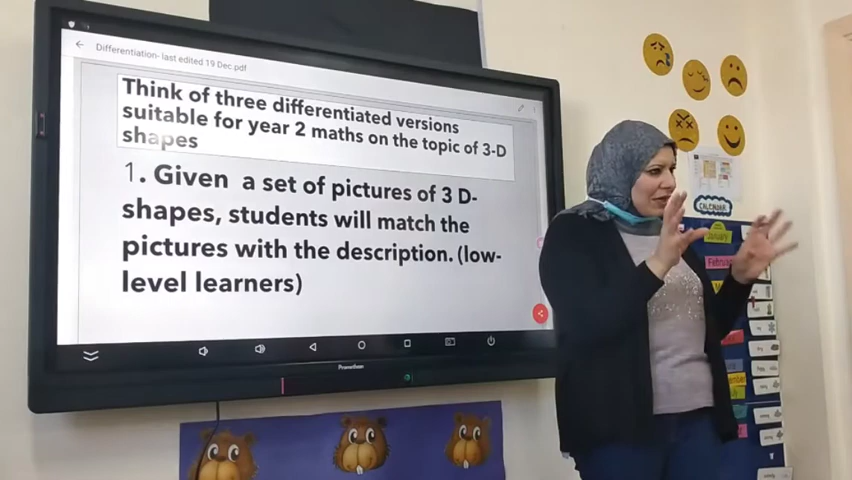 Differentiation- last edited 19 Dec.pdf
Think of three differentiated versions
suitable for year 2 maths on the topic of 3-D
shapes
1. Given a set of pictures of 3 D-
shapes, students will match the
pictures with the description. (low-
level learners)
Promethean
CALENDAR
January